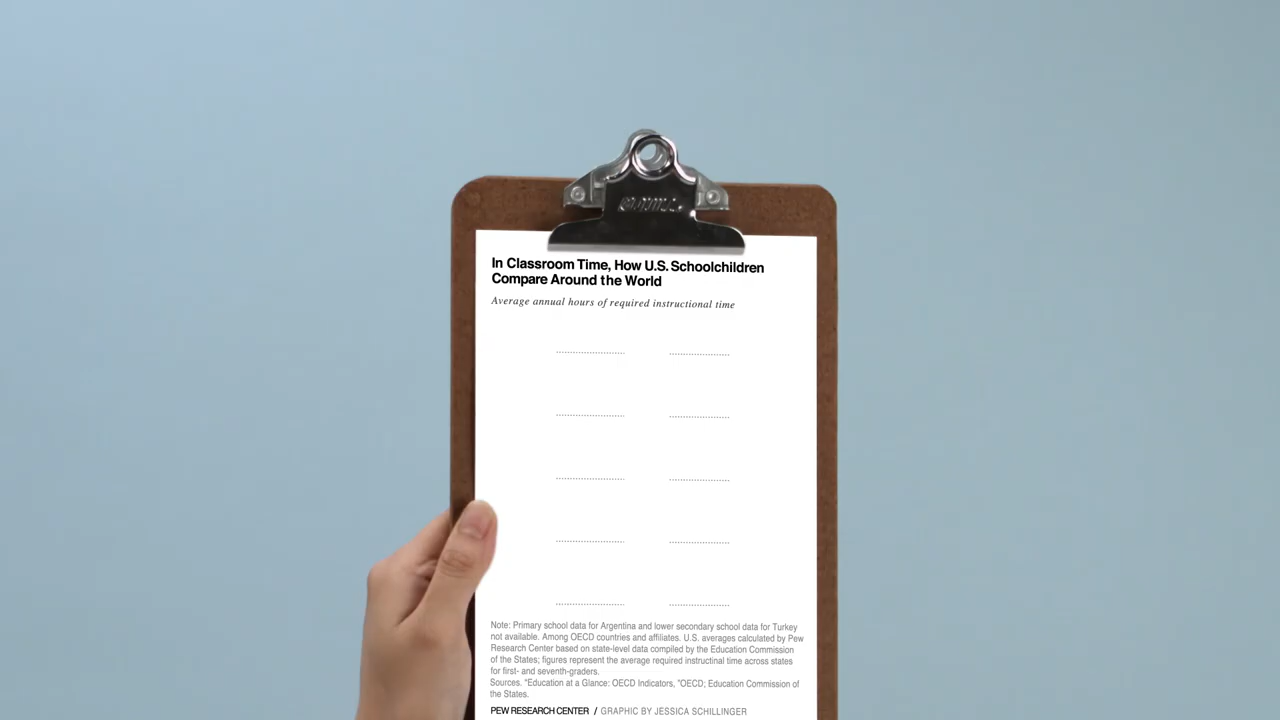 In Classroom Time, How U.S. Schoolchildren
Compare Around the World
Average annual hours of required instructional time
Note: Primary school data for Argentina and lower secondary school data for Turkey
not available. Among OECD countries and affiliates. U.S. averages calculated by Pew
Research Center based on state-level data compiled by the Education Commission
of the States; figures represent the average required instructinal time across states
for first- and seventh-graders.
Sources. "Education at a Glance: OECD Indicators, "OECD; Education Commission of
the States.
PEW RESEARCH CENTER / GRAPHIC BY JESSICA SCHILLINGER